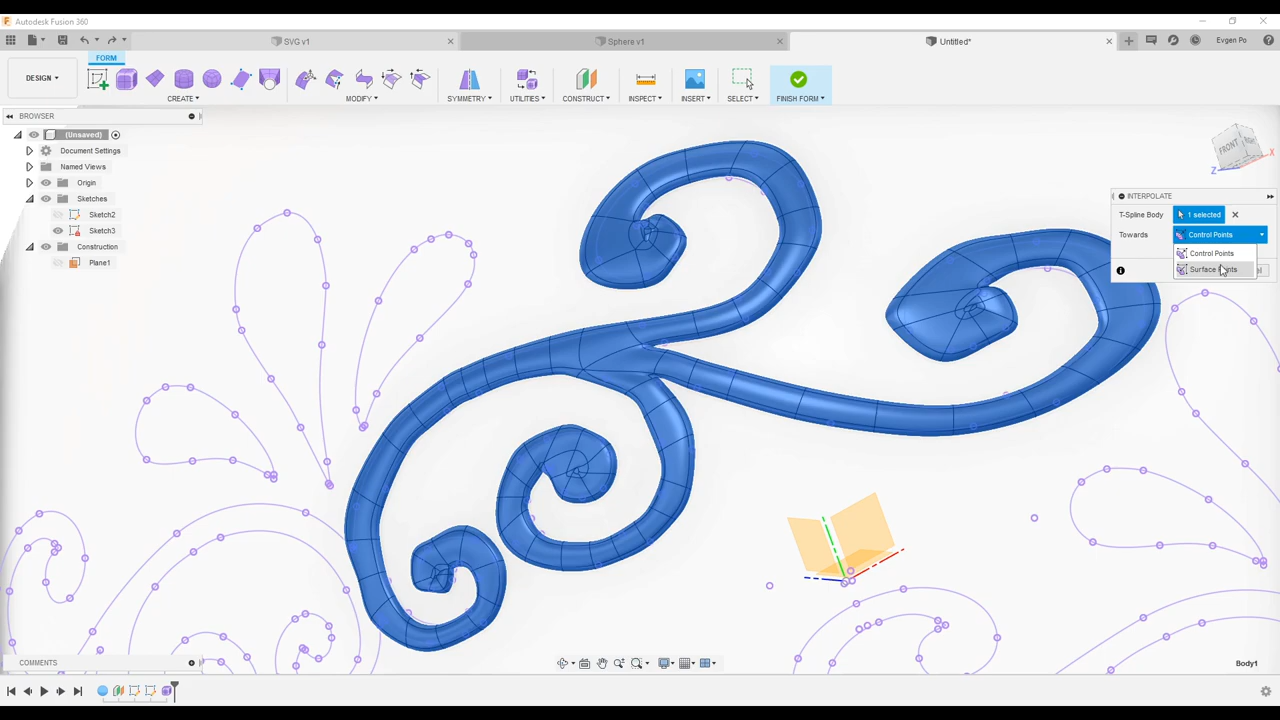 Autodesk Fusion 360
SVG v1
Sphere v1
Untitled*
Evgen Po
DESIGN
FORM
CREATE
MODIFY
SYMMETRY
UTILITIES
CONSTRUCT
INSPECT
INSERT
SELECT
FINISH FORM
BROWSER
(Unsaved)
Document Settings
Named Views
Origin
Sketches
Sketch2
Sketch3
Construction
Plane1
FRONT
X
Z
INTERPOLATE
T-Spline Body
1 selected
Towards
Control Points
Control Points
COMMENTS
Body1